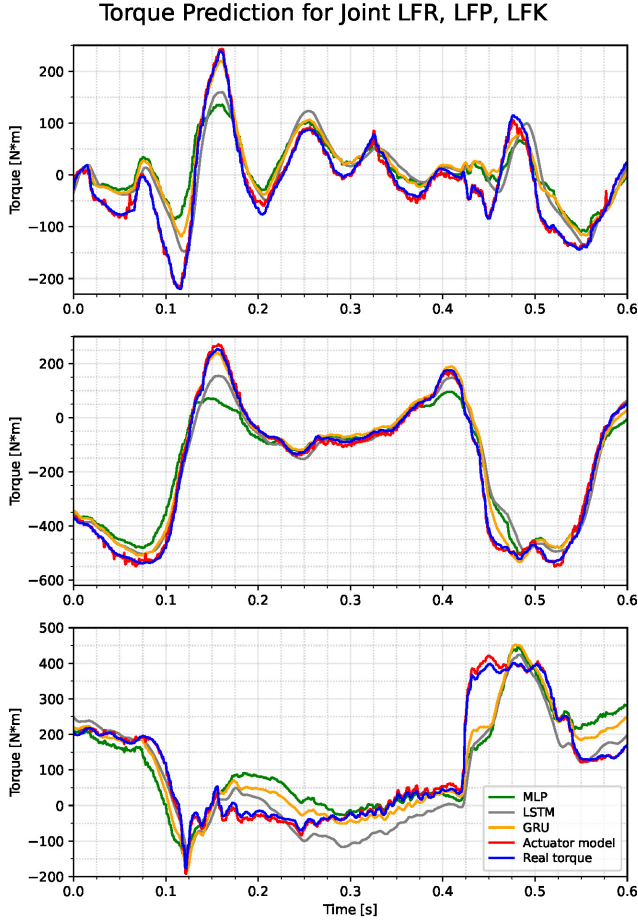 Torque Prediction for Joint LFR, LFP, LFK
200
100
0
−100
−200
Torque [N*m]
0.0 0.1 0.2 0.3 0.4 0.5 0.6
200
0
−200
−400
−600
Torque [N*m]
0.0 0.1 0.2 0.3 0.4 0.5 0.6
500
400
300
200
100
0
−100
−200
Torque [N*m]
MLP
LSTM
GRU
Actuator model
Real torque
0.0 0.1 0.2 0.3 0.4 0.5 0.6
Time [s]